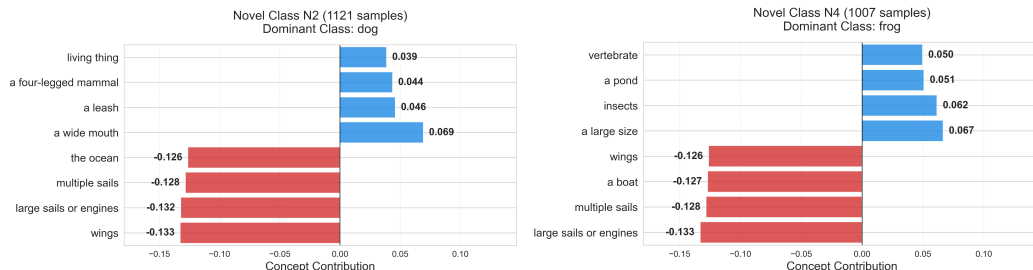 Novel Class N2 (1121 samples)
Dominant Class: dog
living thing
0.039
a four-legged mammal
0.044
a leash
0.046
a wide mouth
0.069
the ocean
-0.126
multiple sails
-0.128
large sails or engines
-0.132
wings
-0.133
−0.15 −0.10 −0.05 0.00 0.05 0.10
Concept Contribution
Novel Class N4 (1007 samples)
Dominant Class: frog
vertebrate
0.050
a pond
0.051
insects
0.062
a large size
0.067
wings
-0.126
a boat
-0.127
multiple sails
-0.128
large sails or engines
-0.133
−0.15 −0.10 −0.05 0.00 0.05 0.10
Concept Contribution